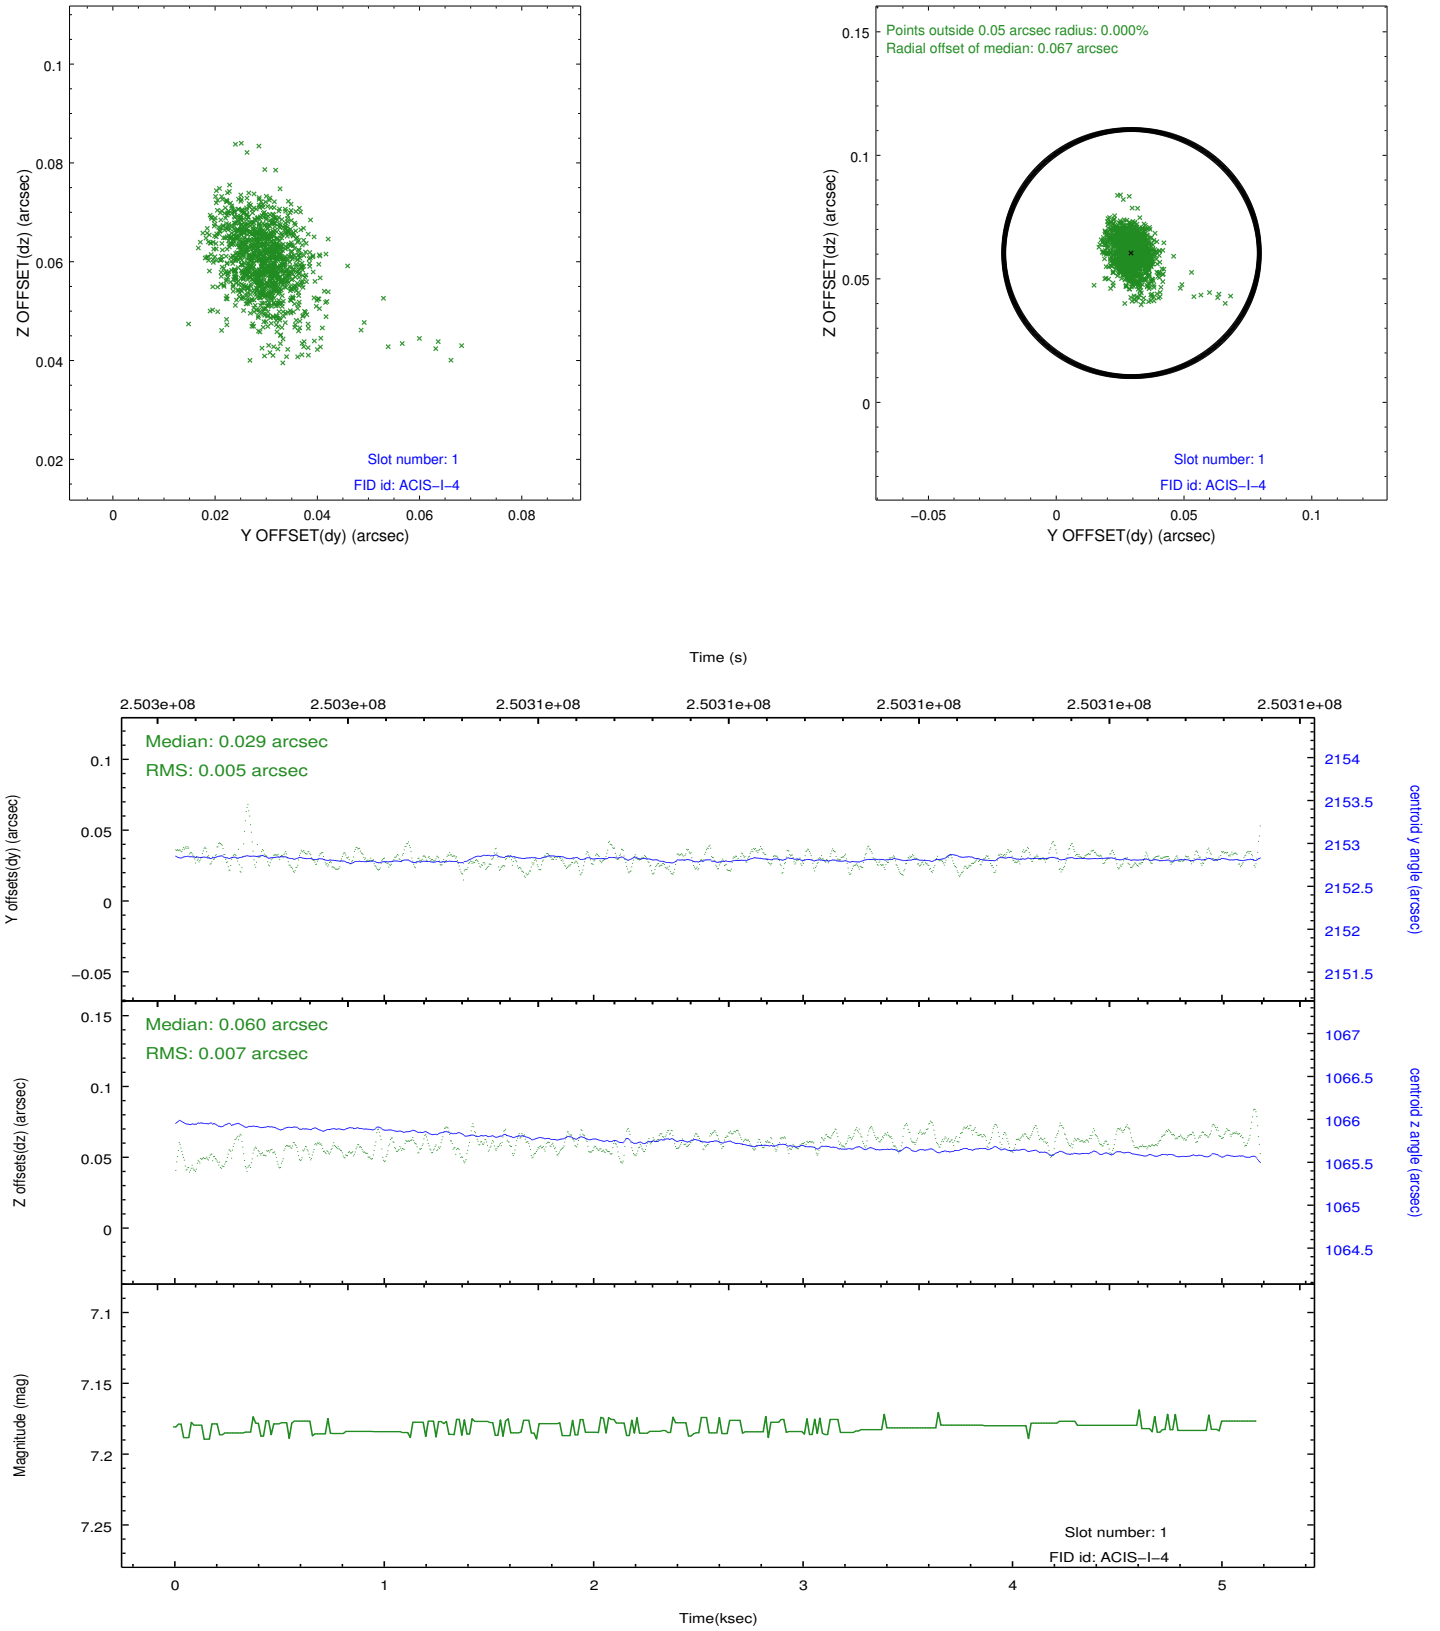 0.1
0.08
0.06
0.04
0.02
Z OFFSET(dz) (arcsec)
Slot number: 1
FID id: ACIS−I−4
0 0.02 0.04 0.06 0.08
Y OFFSET(dy) (arcsec)
Points outside 0.05 arcsec radius: 0.000%
Radial offset of median: 0.067 arcsec
0.15
0.1
0.05
0
Z OFFSET(dz) (arcsec)
Slot number: 1
FID id: ACIS−I−4
−0.05 0 0.05 0.1
Y OFFSET(dy) (arcsec)
Time (s)
2.503e+08 2.503e+08 2.5031e+08 2.5031e+08 2.5031e+08 2.5031e+08 2.5031e+08
Median: 0.029 arcsec
RMS: 0.005 arcsec
0.1
0.05
0
−0.05
Y offsets(dy) (arcsec)
2154
2153.5
2153
2152.5
2152
2151.5
centroid y angle (arcsec)
Median: 0.060 arcsec
RMS: 0.007 arcsec
0.15
0.1
0.05
0
Z offsets(dz) (arcsec)
1067
1066.5
1066
1065.5
1065
1064.5
centroid z angle (arcsec)
7.1
7.15
7.2
7.25
Magnitude (mag)
Slot number: 1
FID id: ACIS−I−4
0 1 2 3 4 5
Time(ksec)